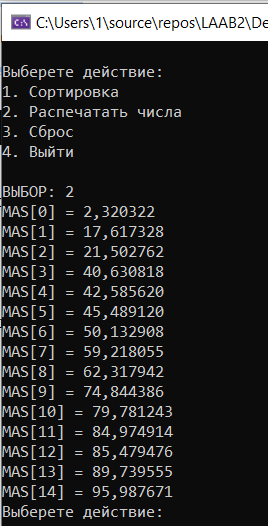 C:\Users\1\source\repos\LAAB2\De
Выберете действие:
1. Сортировка
2. Распечатать числа
3. Сброс
4. Выйти
ВЫБОР: 2
MAS[0] = 2,320322
MAS[1] = 17,617328
MAS[2] = 21,502762
MAS[3] = 40,630818
MAS[4] = 42,585620
MAS[5] = 45,489120
MAS[6] = 50,132908
MAS[7] = 59,218055
MAS[8] = 62,317942
MAS[9] = 74,844386
MAS[10] = 79,781243
MAS[11] = 84,974914
MAS[12] = 85,479476
MAS[13] = 89,739555
MAS[14] = 95,987671
Выберете действие: